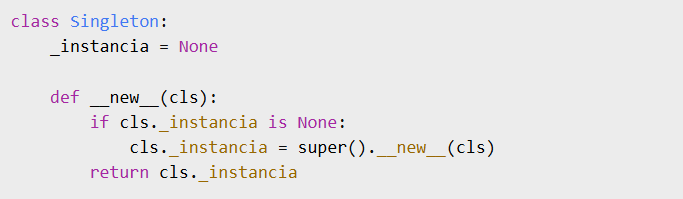 class Singleton:
    _instancia = None

    def __new__(cls):
        if cls._instancia is None:
            cls._instancia = super().__new__(cls)
        return cls._instancia